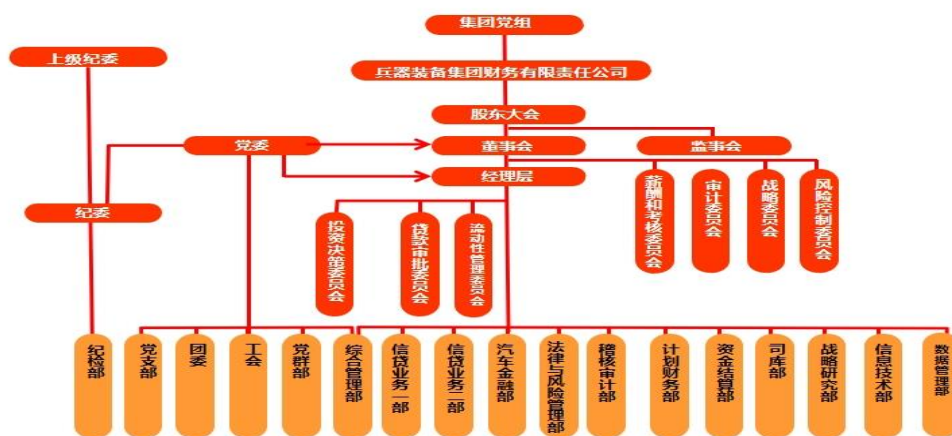 集团党组
上级纪委
兵器装备集团财务有限责任公司
股东大会
党委
董事会
监事会
经理层
纪委
薪酬和考核委员会
审计委员会
战略委员会
风险控制委员会
投资决策委员会
贷款审批委员会
流动性管理委员会
纪检部
党支部
团委
工会
党群部
综合管理部
信贷业务一部
信贷业务二部
汽车金融部
法律与风险管理部
稽核审计部
计划财务部
资金结算部
司库部
战略研究部
信息技术部
数据管理部